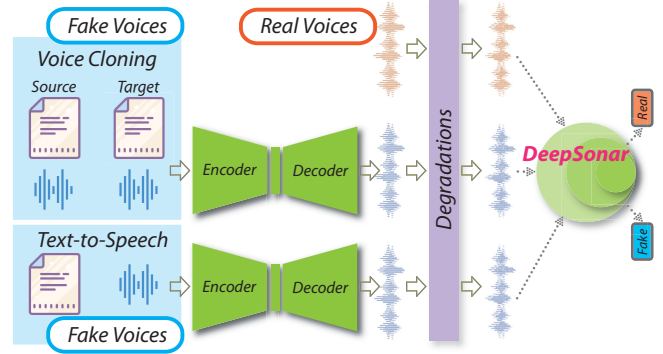 Fake Voices
Real Voices
Voice Cloning
Source
Target
Encoder
Decoder
Degradations
DeepSonar
Real
Fake
Text-to-Speech
Encoder
Decoder
Fake Voices